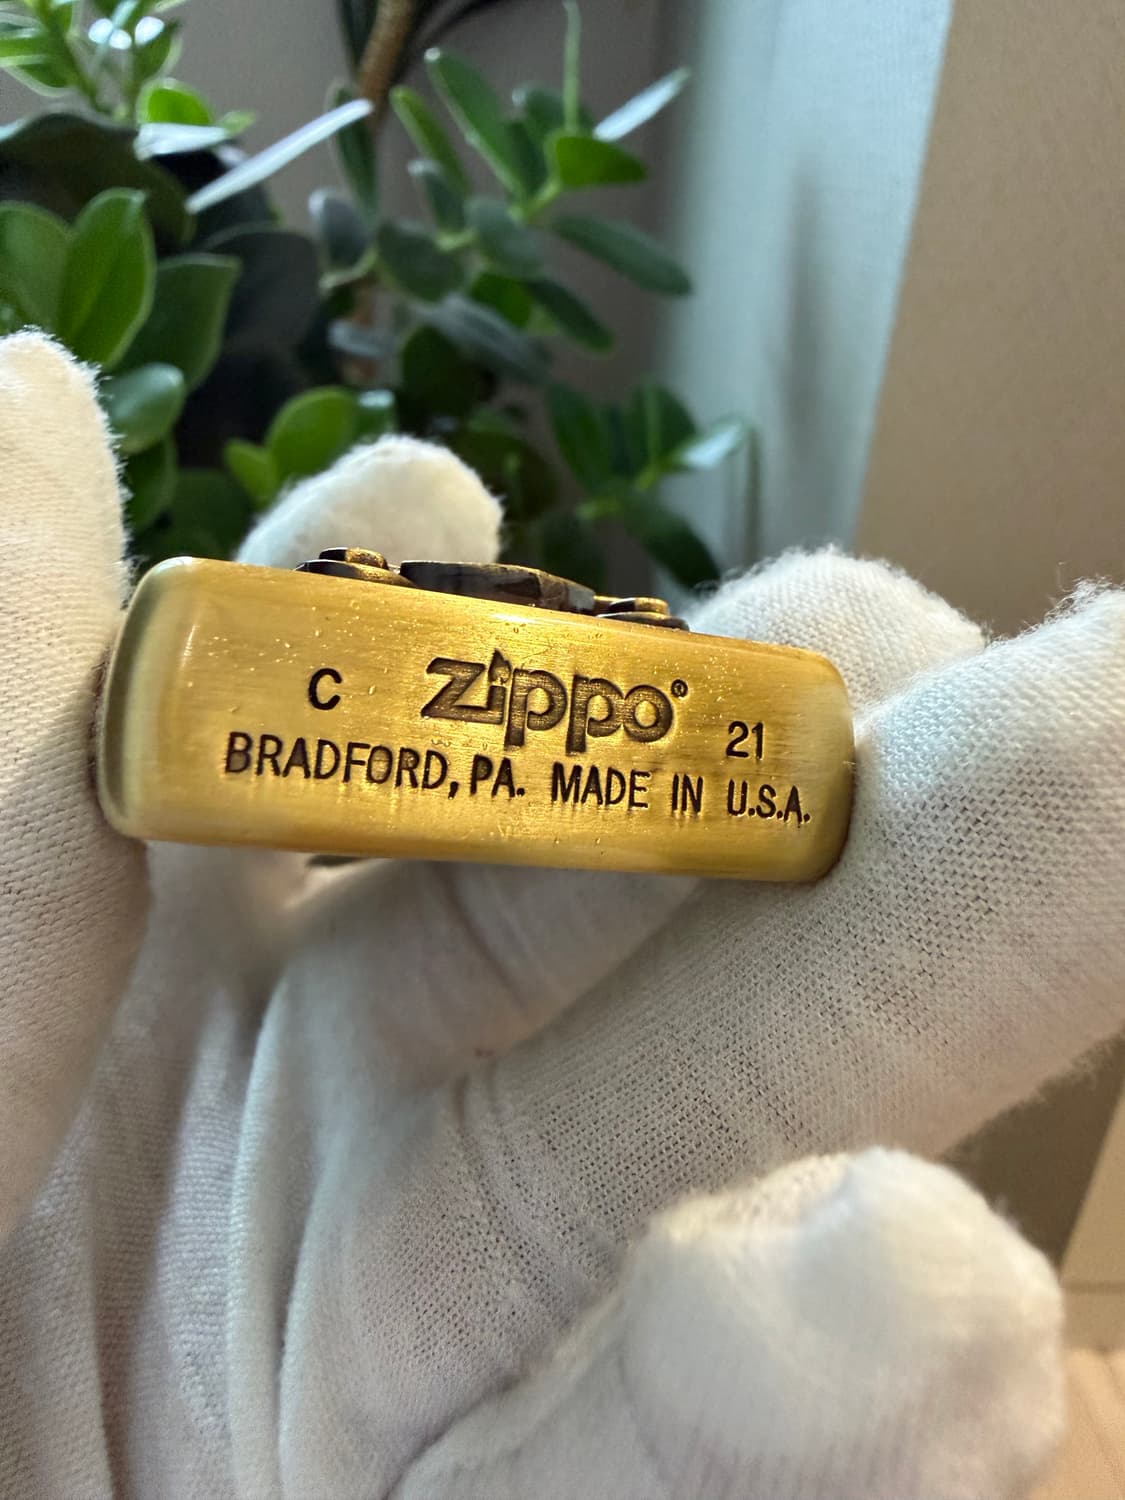 C zippo® 21
BRADFORD, PA. MADE IN U.S.A.